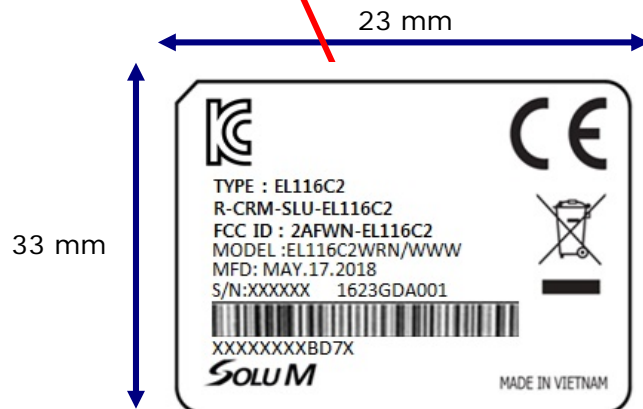 23 mm
33 mm
CE
TYPE : EL116C2
R-CRM-SLU-EL116C2
FCC ID : 2AFWN-EL116C2
MODEL :EL116C2WRN/WWW
MFD: MAY.17.2018
S/N:XXXXXX 1623GDA001
XXXXXXXXBD7X
SOLU M
MADE IN VIETNAM